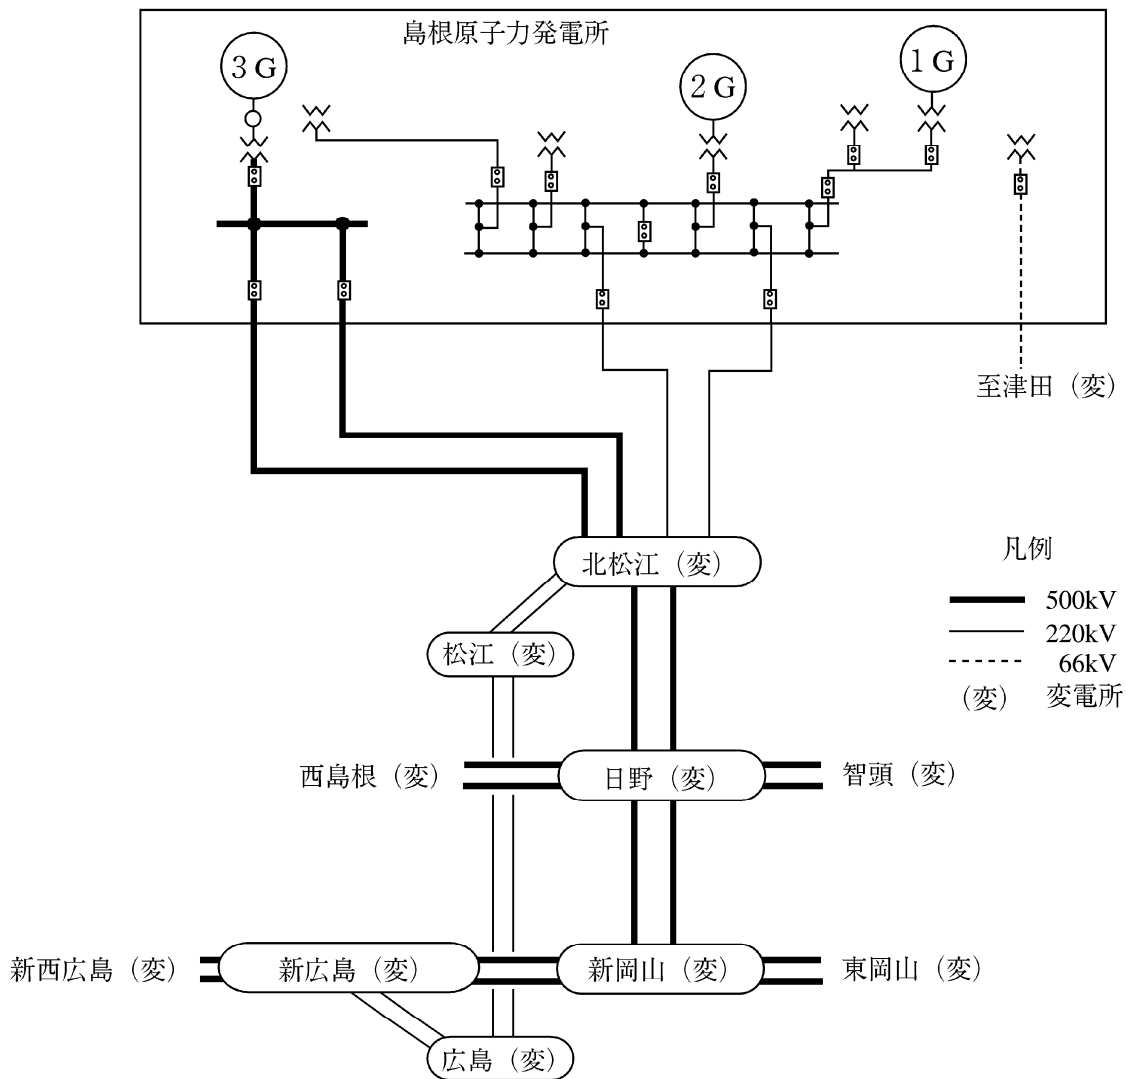 島根原子力発電所
3G
2G
1G
至津田（変）
北松江（変）
凡例
500kV
220kV
66kV
（変） 変電所
松江（変）
西島根（変）
日野（変）
智頭（変）
新西広島（変）
新広島（変）
新岡山（変）
東岡山（変）
広島（変）